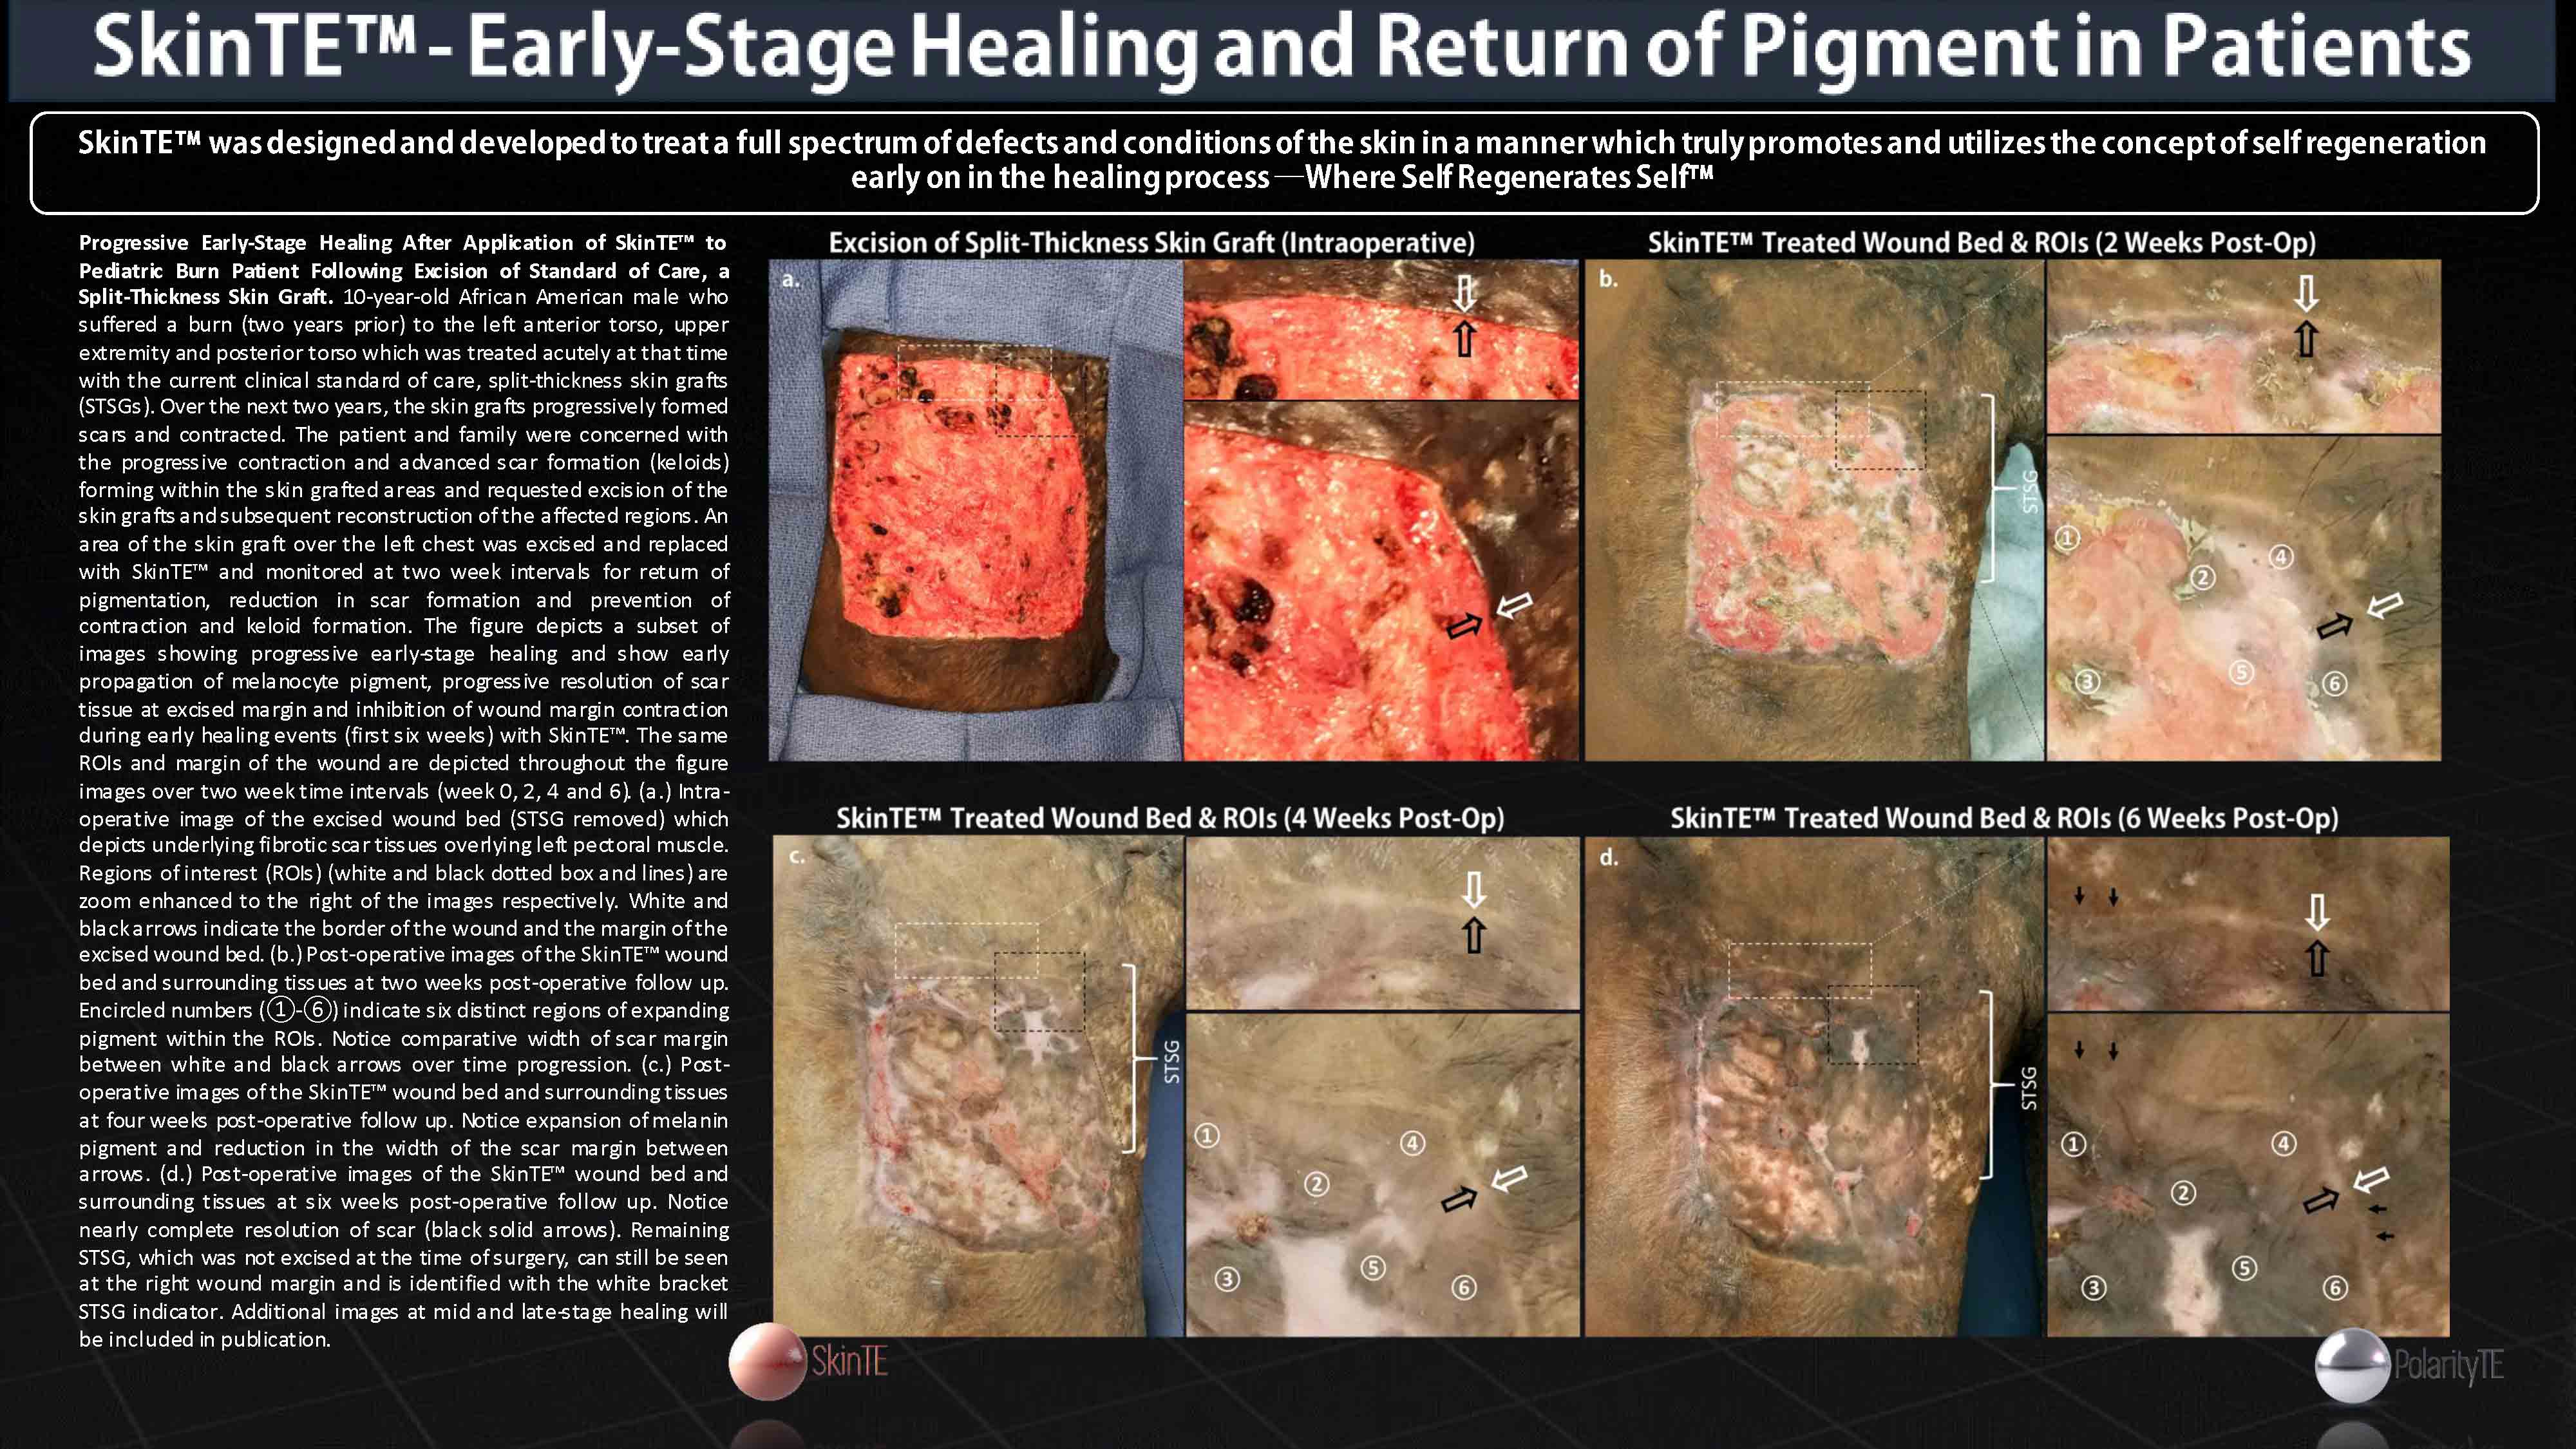 SkinTE™ - Early-Stage Healing and Return of Pigment in Patients
SkinTE™ was designed and developed to treat a full spectrum of defects and conditions of the skin in a manner which truly promotes and utilizes the concept of self regeneration
early on in the healing process —Where Self Regenerates Self™
Progressive Early-Stage Healing After Application of SkinTE™ to
Pediatric Burn Patient Following Excision of Standard of Care, a
Split-Thickness Skin Graft. 10-year-old African American male who
suffered a burn (two years prior) to the left anterior torso, upper
extremity and posterior torso which was treated acutely at that time
with the current clinical standard of care, split-thickness skin grafts
(STSGs). Over the next two years, the skin grafts progressively formed
scars and contracted. The patient and family were concerned with
the progressive contraction and advanced scar formation (keloids)
forming within the skin grafted areas and requested excision of the
skin grafts and subsequent reconstruction of the affected regions. An
area of the skin graft over the left chest was excised and replaced
with SkinTE™ and monitored at two week intervals for return of
pigmentation, reduction in scar formation and prevention of
contraction and keloid formation. The figure depicts a subset of
images showing progressive early-stage healing and show early
propagation of melanocyte pigment, progressive resolution of scar
tissue at excised margin and inhibition of wound margin contraction
during early healing events (first six weeks) with SkinTE™. The same
ROIs and margin of the wound are depicted throughout the figure
images over two week time intervals (week 0, 2, 4 and 6). (a.) Intra-
operative image of the excised wound bed (STSG removed) which
depicts underlying fibrotic scar tissues overlying left pectoral muscle.
Regions of interest (ROIs) (white and black dotted box and lines) are
zoom enhanced to the right of the images respectively. White and
black arrows indicate the border of the wound and the margin of the
excised wound bed. (b.) Post-operative images of the SkinTE™ wound
bed and surrounding tissues at two weeks post-operative follow up.
Encircled numbers (①-⑥) indicate six distinct regions of expanding
pigment within the ROIs. Notice comparative width of scar margin
between white and black arrows over time progression. (c.) Post-
operative images of the SkinTE™ wound bed and surrounding tissues
at four weeks post-operative follow up. Notice expansion of melanin
pigment and reduction in the width of the scar margin between
arrows. (d.) Post-operative images of the SkinTE™ wound bed and
surrounding tissues at six weeks post-operative follow up. Notice
nearly complete resolution of scar (black solid arrows). Remaining
STSG, which was not excised at the time of surgery, can still be seen
at the right wound margin and is identified with the white bracket
STSG indicator. Additional images at mid and late-stage healing will
be included in publication.
Excision of Split-Thickness Skin Graft (Intraoperative)
a.
SkinTE™ Treated Wound Bed & ROIs (2 Weeks Post-Op)
b.
STSG
①
②
③
④
⑤
⑥
SkinTE™ Treated Wound Bed & ROIs (4 Weeks Post-Op)
c.
STSG
①
②
③
④
⑤
⑥
SkinTE™ Treated Wound Bed & ROIs (6 Weeks Post-Op)
d.
STSG
①
②
③
④
⑤
⑥
SkinTE
PolarityTE